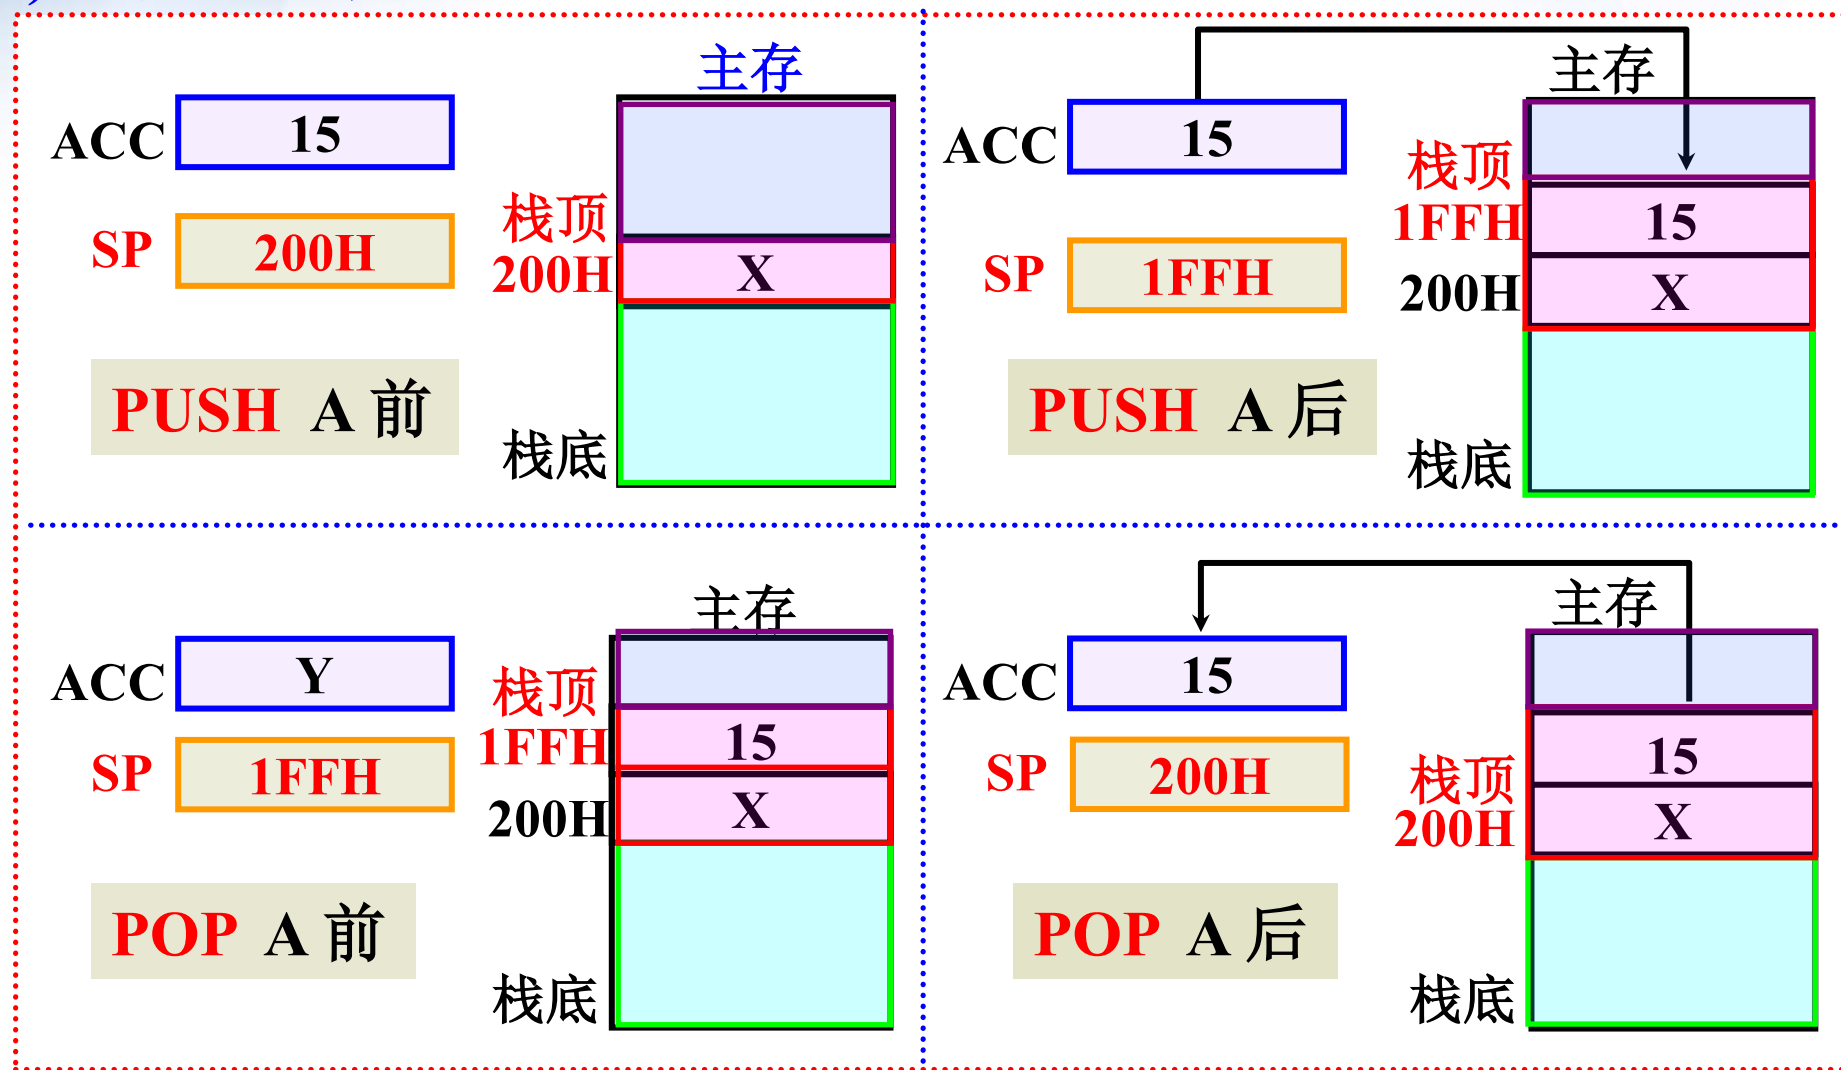 主存
ACC 15
栈顶
SP 200H
200H X
PUSH A 前
栈底
主存
ACC 15
栈顶
1FFH 15
SP 1FFH
200H X
PUSH A 后
栈底
主存
ACC Y
栈顶
SP 1FFH
1FFH 15
200H X
POP A 前
栈底
主存
ACC 15
SP 200H
15
栈顶
200H X
POP A 后
栈底